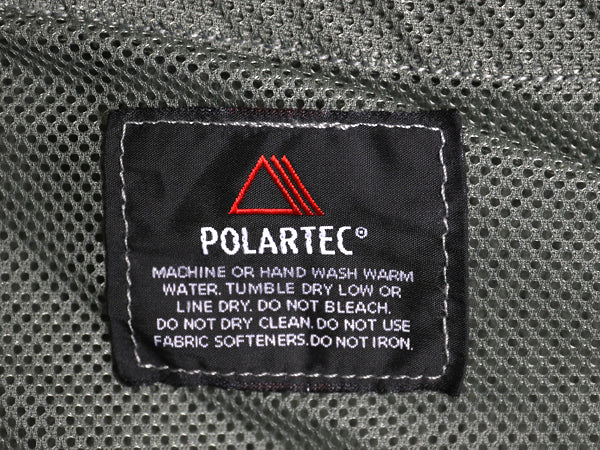 POLARTEC®
MACHINE OR HAND WASH WARM
WATER. TUMBLE DRY LOW OR
LINE DRY. DO NOT BLEACH.
DO NOT DRY CLEAN. DO NOT USE
FABRIC SOFTENERS. DO NOT IRON.